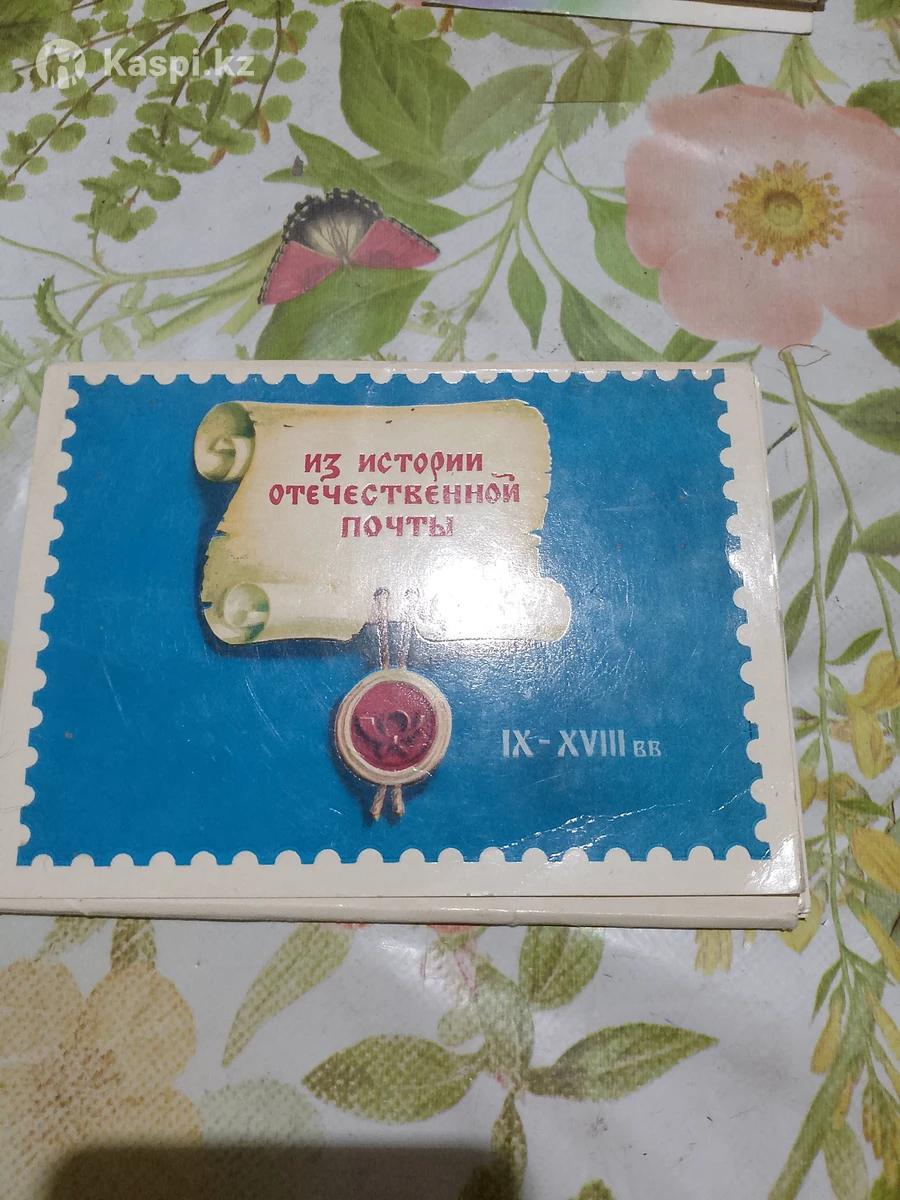 Kaspi.kz
ИЗ ИСТОРИИ
ОТЕЧЕСТВЕННОЙ
ПОЧТЫ
IX-XVIII ВВ